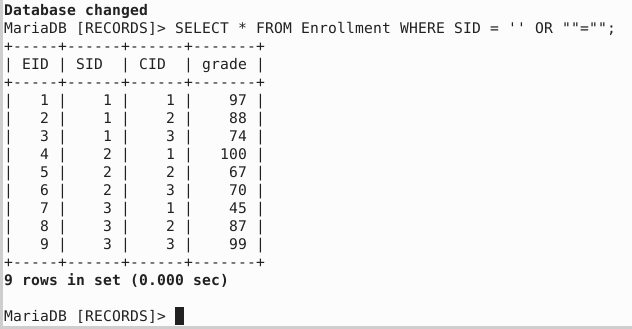 Database changed
MariaDB [RECORDS]> SELECT * FROM Enrollment WHERE SID = '' OR ""="";
+-----+------+------+-------+
| EID | SID  | CID  | grade |
+-----+------+------+-------+
|   1 |    1 |    1 |    97 |
|   2 |    1 |    2 |    88 |
|   3 |    1 |    3 |    74 |
|   4 |    2 |    1 |   100 |
|   5 |    2 |    2 |    67 |
|   6 |    2 |    3 |    70 |
|   7 |    3 |    1 |    45 |
|   8 |    3 |    2 |    87 |
|   9 |    3 |    3 |    99 |
+-----+------+------+-------+
9 rows in set (0.000 sec)
MariaDB [RECORDS]>